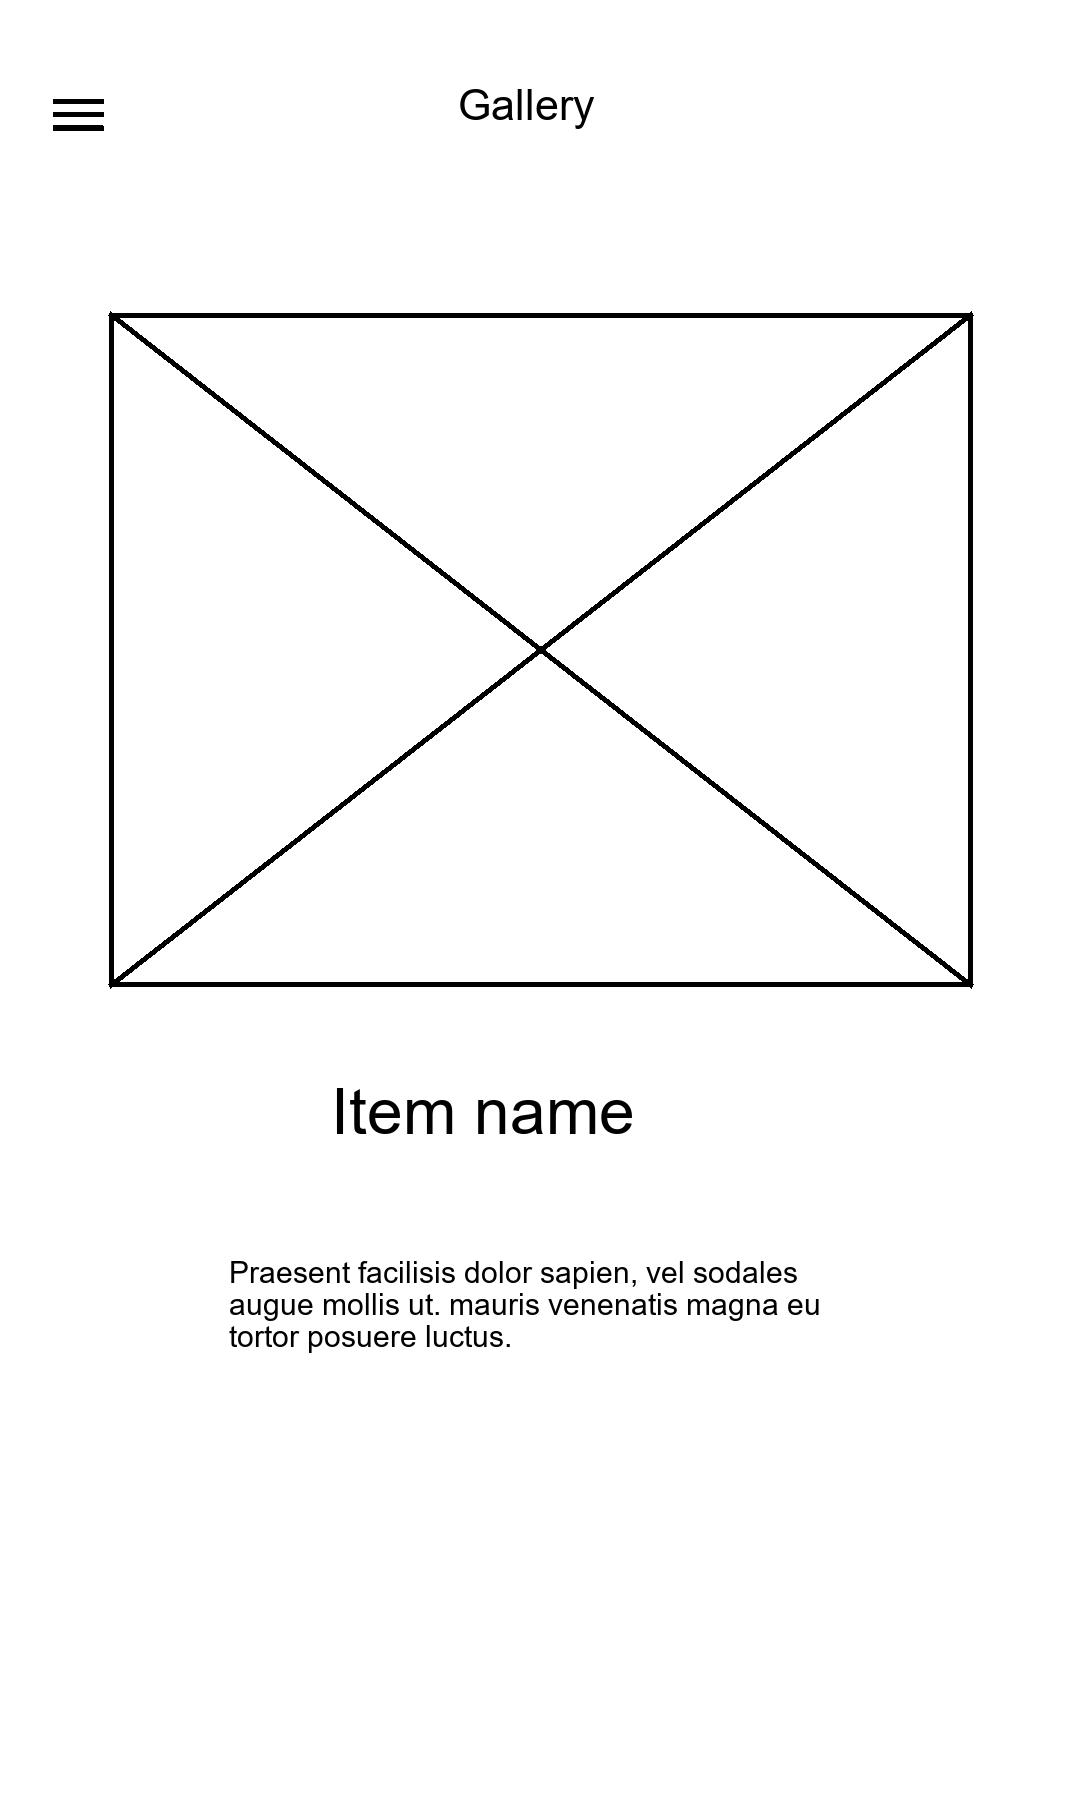 Gallery
Item name
Praesent facilisis dolor sapien, vel sodales
augue mollis ut. mauris venenatis magna eu
tortor posuere luctus.